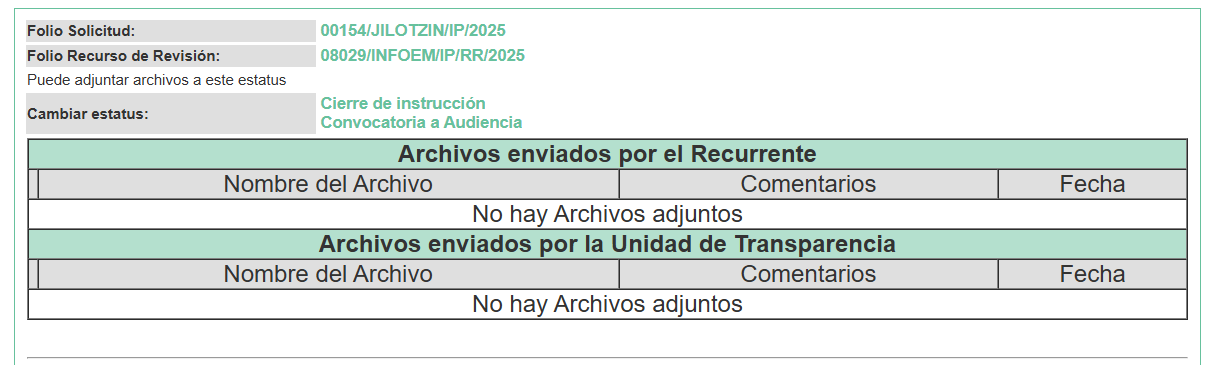 Folio Solicitud: 00154/JILOTZIN/IP/2025
Folio Recurso de Revisión: 08029/INFOEM/IP/RR/2025
Puede adjuntar archivos a este estatus
Cambiar estatus: Cierre de instrucción
Convocatoria a Audiencia
Archivos enviados por el Recurrente
Nombre del Archivo Comentarios Fecha
No hay Archivos adjuntos
Archivos enviados por la Unidad de Transparencia
Nombre del Archivo Comentarios Fecha
No hay Archivos adjuntos